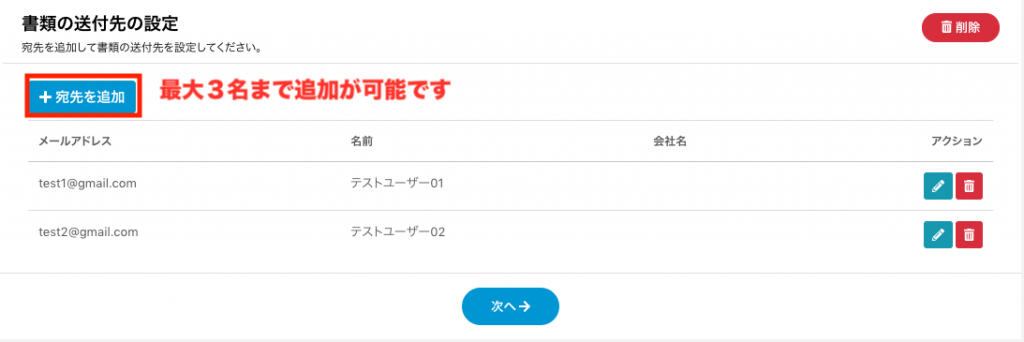 書類の送付先の設定
削除
宛先を追加して書類の送付先を設定してください。
+ 宛先を追加
最大3名まで追加が可能です
メールアドレス 名前 会社名 アクション
test1@gmail.com テストユーザー01
test2@gmail.com テストユーザー02
次へ→